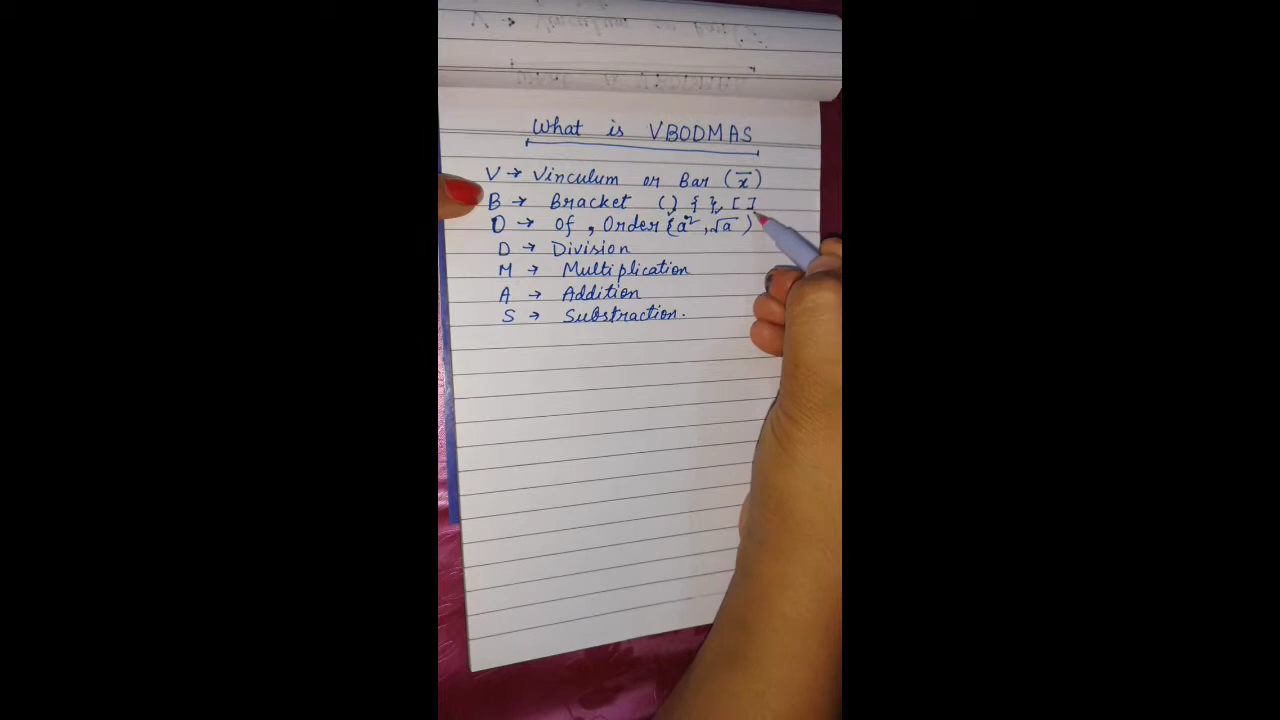 What is VBODMAS
V → Vinculum or Bar (x̄)
B → Bracket () { }, [ ]
O → Of, Order {a², √a )
D → Division
M → Multiplication
A → Addition
S → Substraction.